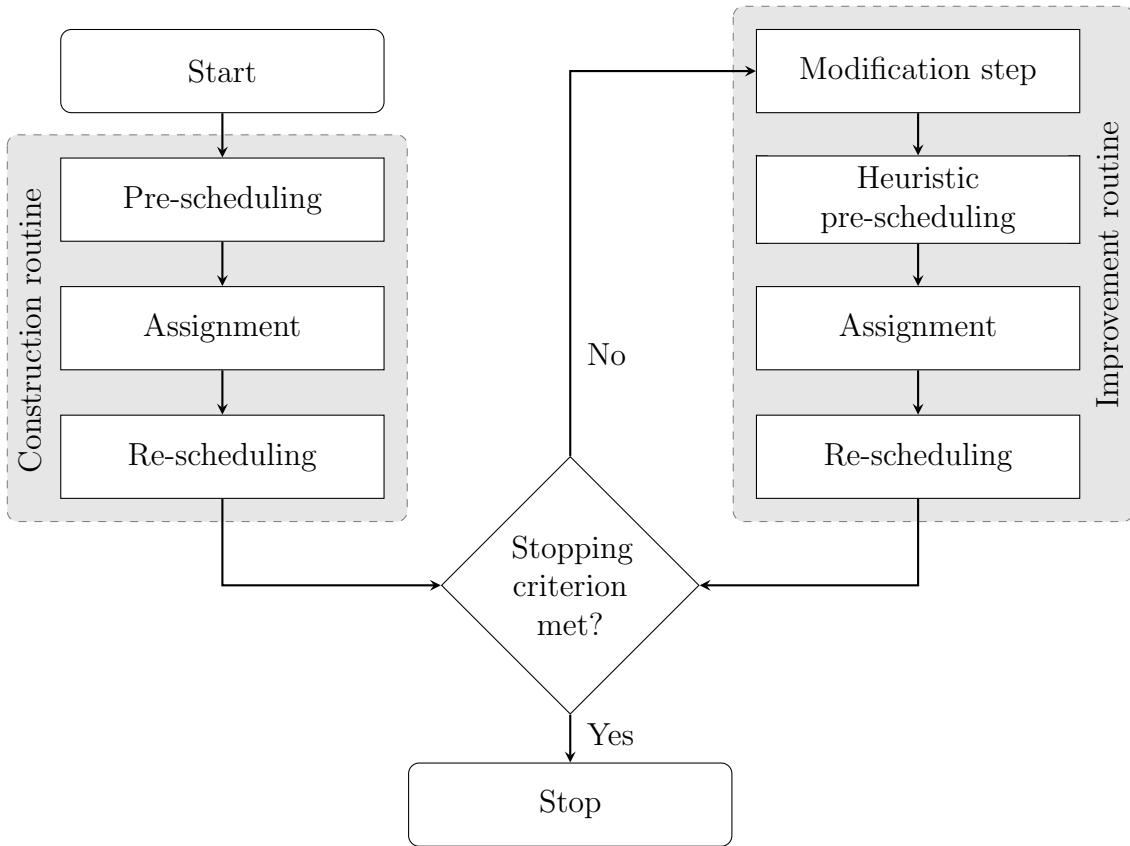 Start
Construction routine
Pre-scheduling
Assignment
Re-scheduling
Stopping
criterion
met?
No
Yes
Stop
Improvement routine
Modification step
Heuristic
pre-scheduling
Assignment
Re-scheduling